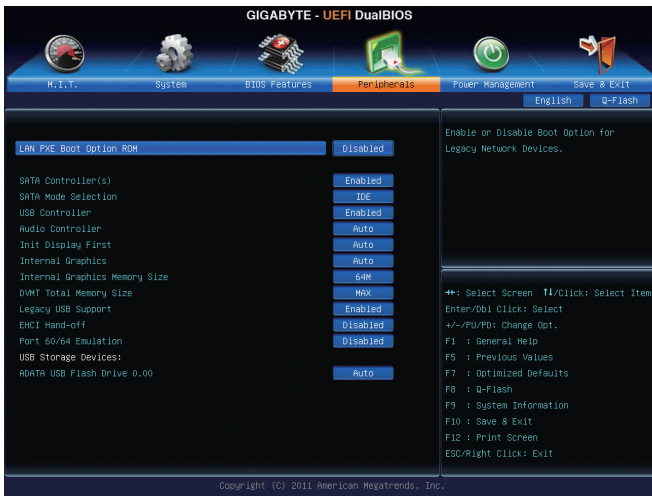 GIGABYTE - UEFI DualBIOS
M.I.T. System BIOS Features Peripherals Power Management Save & Exit
English Q-Flash
LAN PXE Boot Option ROM Disabled
SATA Controller(s) Enabled
SATA Mode Selection IDE
USB Controller Enabled
Audio Controller Auto
Init Display First Auto
Internal Graphics Auto
Internal Graphics Memory Size 64M
DVMT Total Memory Size MAX
Legacy USB Support Enabled
EHCI Hand-off Disabled
Port 60/64 Emulation Disabled
USB Storage Devices:
ADATA USB Flash Drive 0.00 Auto
Enable or Disable Boot Option for
Legacy Network Devices.
→←: Select Screen ↑↓/Click: Select Item
Enter/Dbl Click: Select
+/-/PU/PD: Change Opt.
F1 : General Help
F5 : Previous Values
F7 : Optimized Defaults
F8 : Q-Flash
F9 : System Information
F10 : Save & Exit
F12 : Print Screen
ESC/Right Click: Exit
Copyright (C) 2011 American Megatrends, Inc.